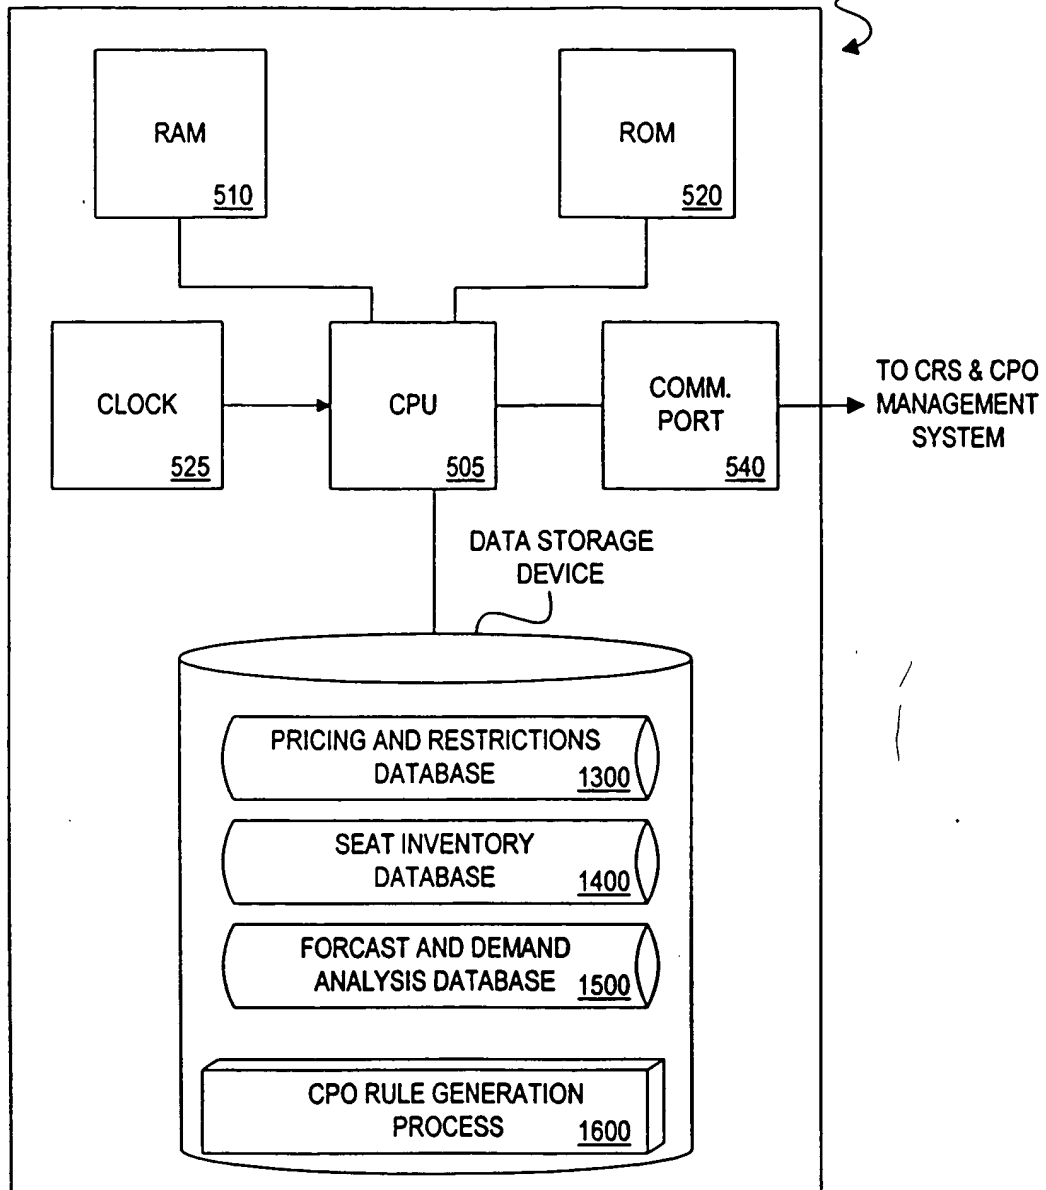 RAM
510
ROM
520
CLOCK
525
CPU
505
COMM.
PORT
540
TO CRS & CPO
MANAGEMENT
SYSTEM
DATA STORAGE
DEVICE
PRICING AND RESTRICTIONS
DATABASE 1300
SEAT INVENTORY
DATABASE 1400
FORCAST AND DEMAND
ANALYSIS DATABASE 1500
CPO RULE GENERATION
PROCESS 1600